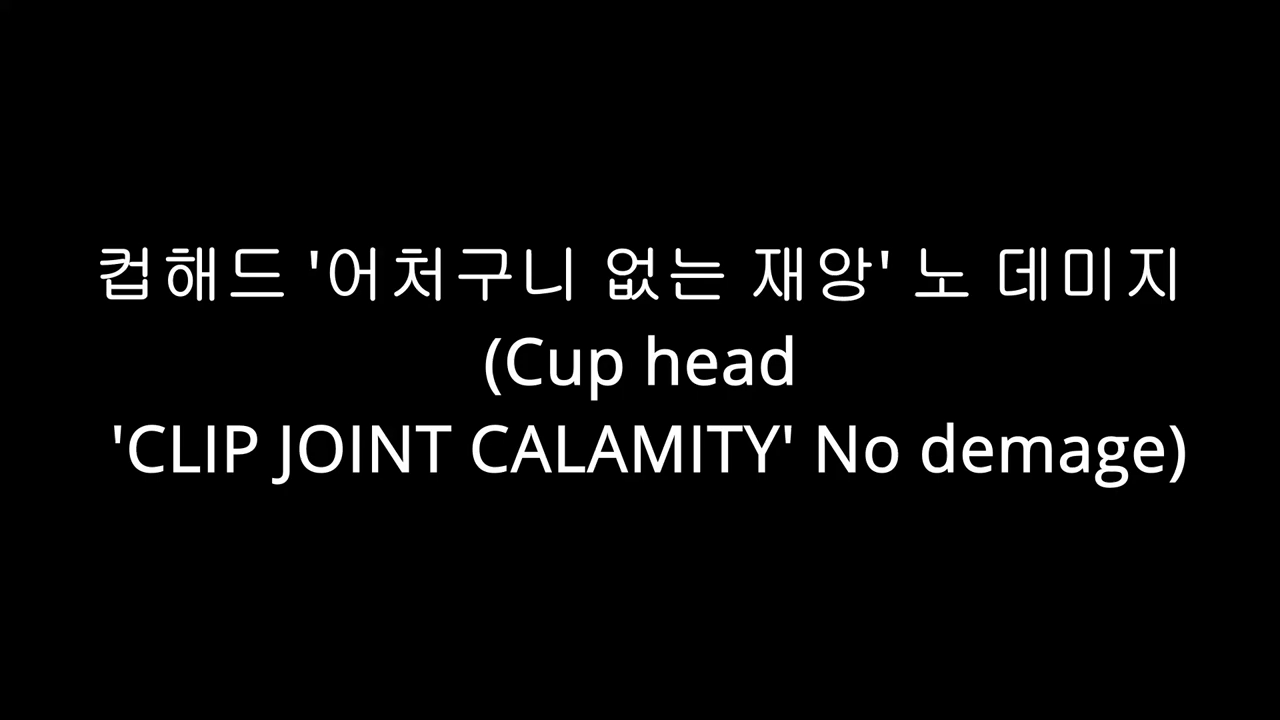 컵해드 '어처구니 없는 재앙' 노 데미지
(Cup head
'CLIP JOINT CALAMITY' No demage)